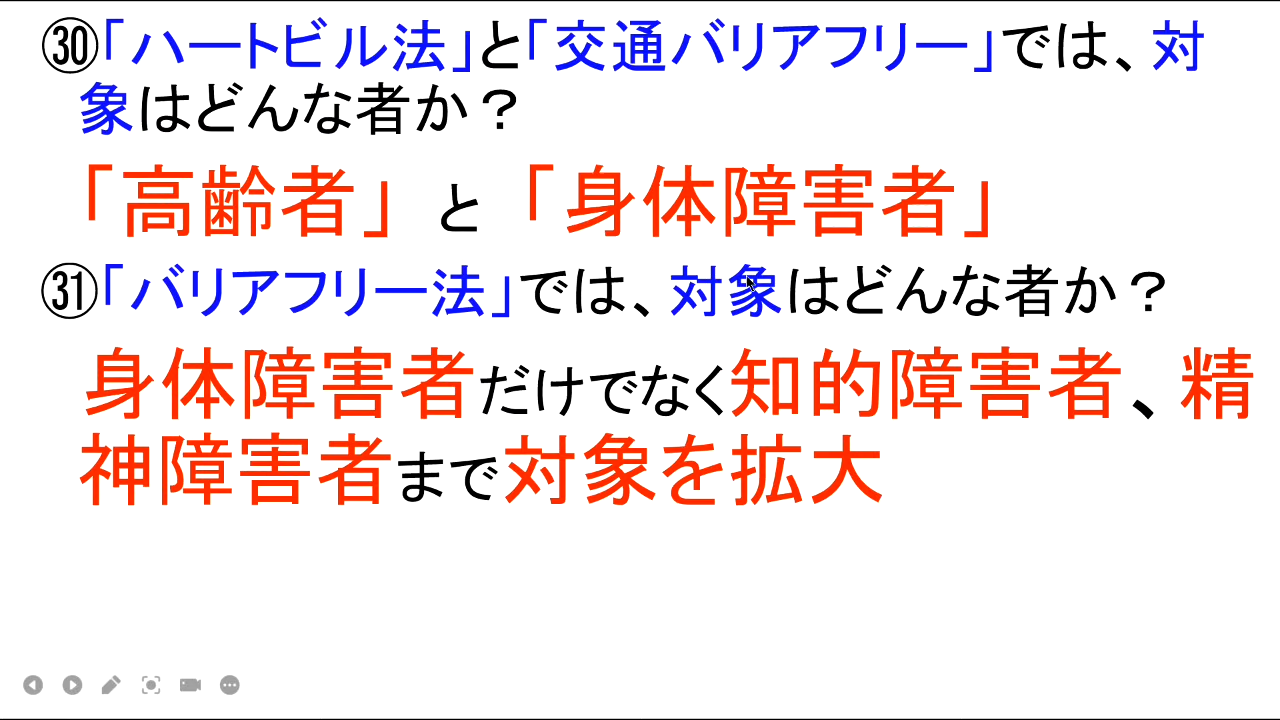 ㉚「ハートビル法」と「交通バリアフリー」では、対
象はどんな者か？
「高齢者」と「身体障害者」
㉛「バリアフリー法」では、対象はどんな者か？
身体障害者だけでなく知的障害者、精
神障害者まで対象を拡大